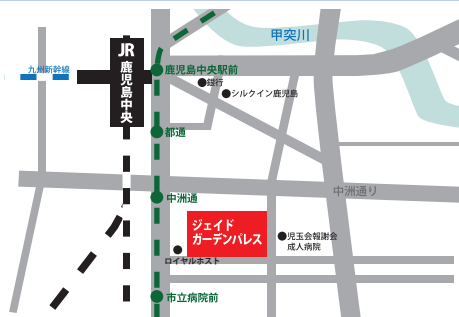 甲突川
JR
鹿児島中央
九州新幹線
鹿児島中央駅前
銀行
シルクイン鹿児島
都通
中洲通り
中洲通
ジェイド
ガーデンパレス
児玉会報謝会
成人病院
ロイヤルホスト
市立病院前